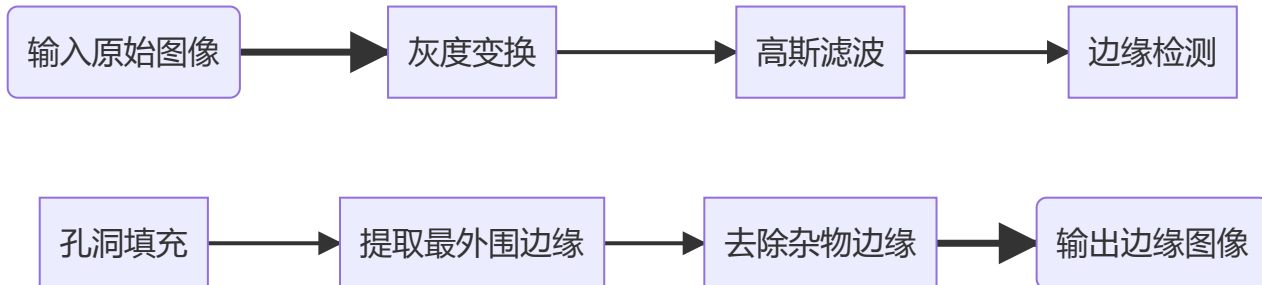 输入原始图像
灰度变换
高斯滤波
边缘检测
孔洞填充
提取最外围边缘
去除杂物边缘
输出边缘图像